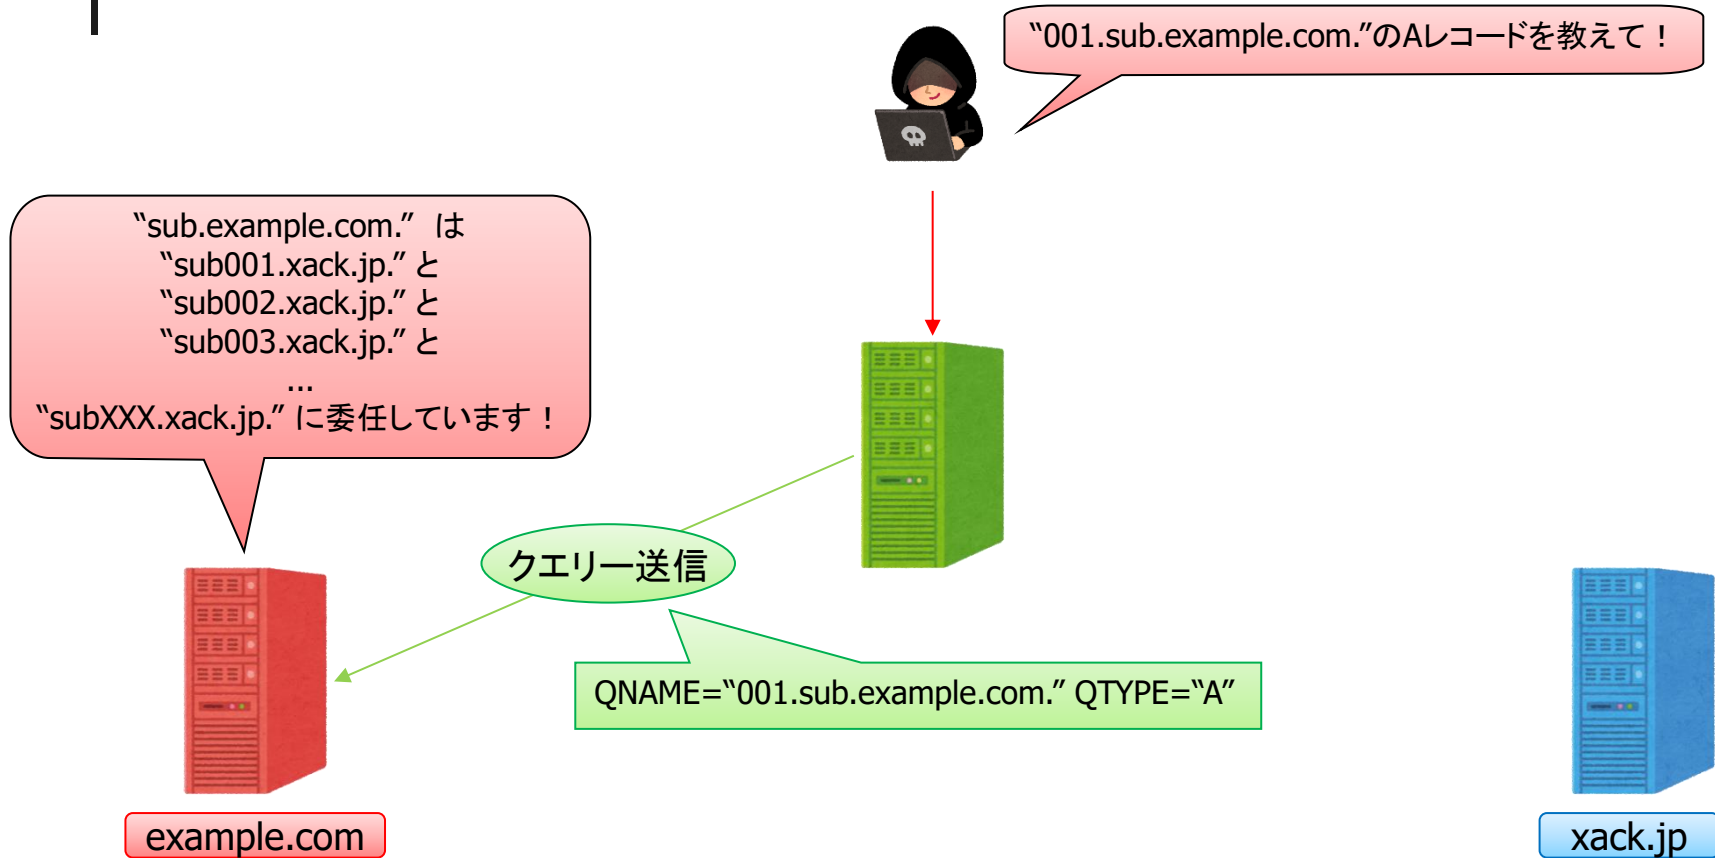 “001.sub.example.com.”のAレコードを教えて！
“sub.example.com.” は
“sub001.xack.jp.” と
“sub002.xack.jp.” と
“sub003.xack.jp.” と
...
“subXXX.xack.jp.” に委任しています！
クエリー送信
QNAME=“001.sub.example.com.” QTYPE=“A”
example.com
xack.jp